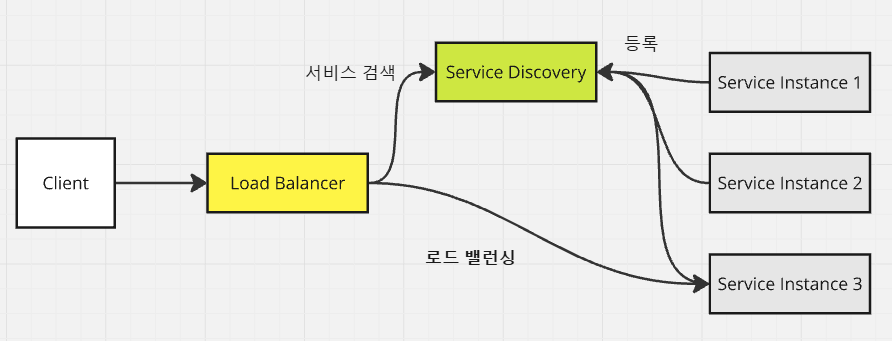 등록
서비스 검색
Service Discovery
Service Instance 1
Client
Load Balancer
Service Instance 2
로드 밸런싱
Service Instance 3